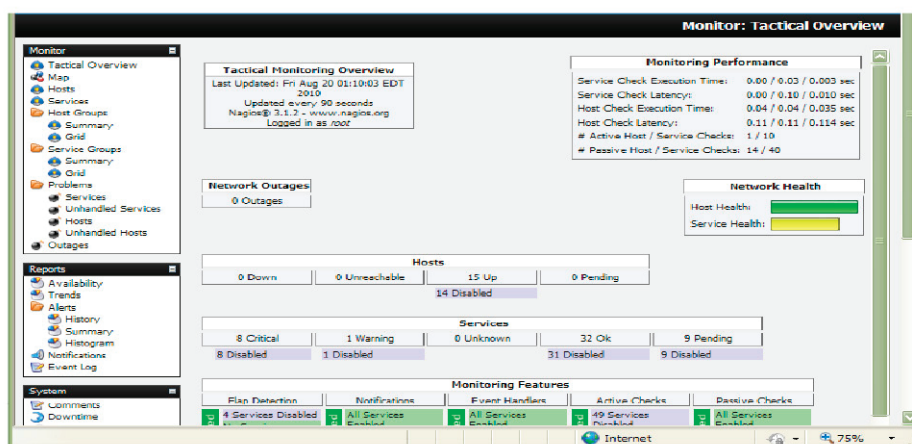 Monitor: Tactical Overview
Monitor
Tactical Overview
Map
Hosts
Services
Host Groups
Summary
Grid
Service Groups
Summary
Grid
Problems
Services
Unhandled Services
Hosts
Unhandled Hosts
Outages
Reports
Availability
Trends
Alerts
History
Summary
Histogram
Notifications
Event Log
System
Comments
Downtime
Tactical Monitoring Overview
Last Updated: Fri Aug 20 01:10:03 EDT
2010
Updated every 90 seconds
Nagios® 3.1.2 - www.nagios.org
Logged in as root
Monitoring Performance
Service Check Execution Time: 0.00 / 0.03 / 0.003 sec
Service Check Latency: 0.00 / 0.10 / 0.010 sec
Host Check Execution Time: 0.04 / 0.04 / 0.035 sec
Host Check Latency: 0.11 / 0.11 / 0.114 sec
# Active Host / Service Checks: 1 / 10
# Passive Host / Service Checks: 14 / 40
Network Outages
0 Outages
Network Health
Host Health:
Service Health:
Hosts
0 Down 0 Unreachable 15 Up 0 Pending
14 Disabled
Services
8 Critical 1 Warning 0 Unknown 32 Ok 9 Pending
8 Disabled 1 Disabled 31 Disabled 9 Disabled
Monitoring Features
Flap Detection Notifications Event Handlers Active Checks Passive Checks
4 Services Disabled All Services All Services 49 Services All Services
Enabled Enabled Disabled Enabled
Internet 75%